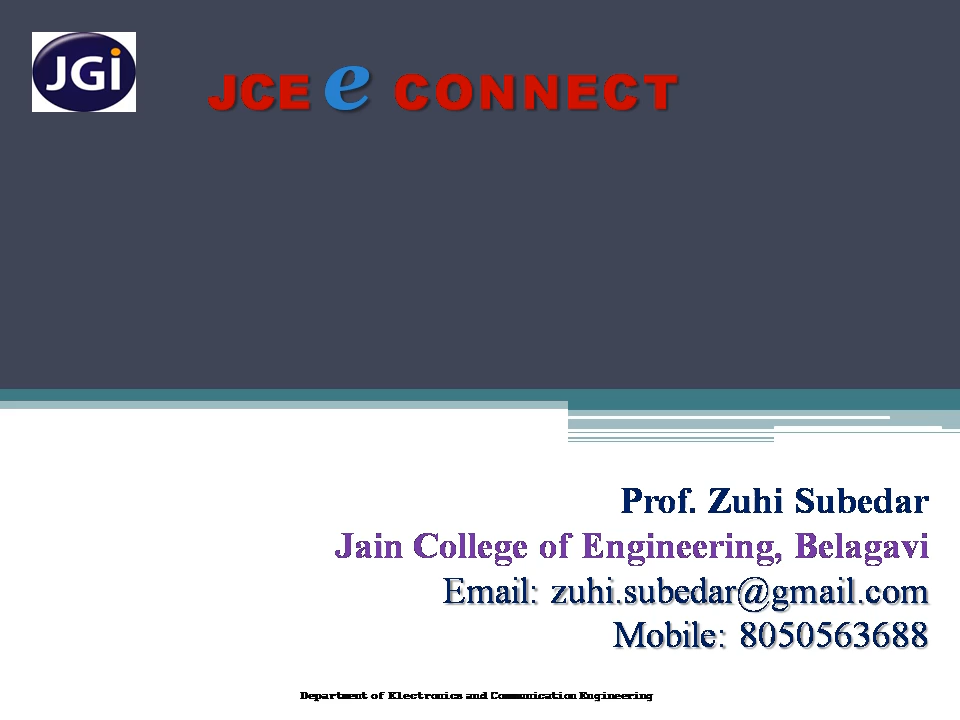 JGi
JCE e CONNECT
Prof. Zuhi Subedar
Jain College of Engineering, Belagavi
Email: zuhi.subedar@gmail.com
Mobile: 8050563688
Department of Electronics and Communication Engineering